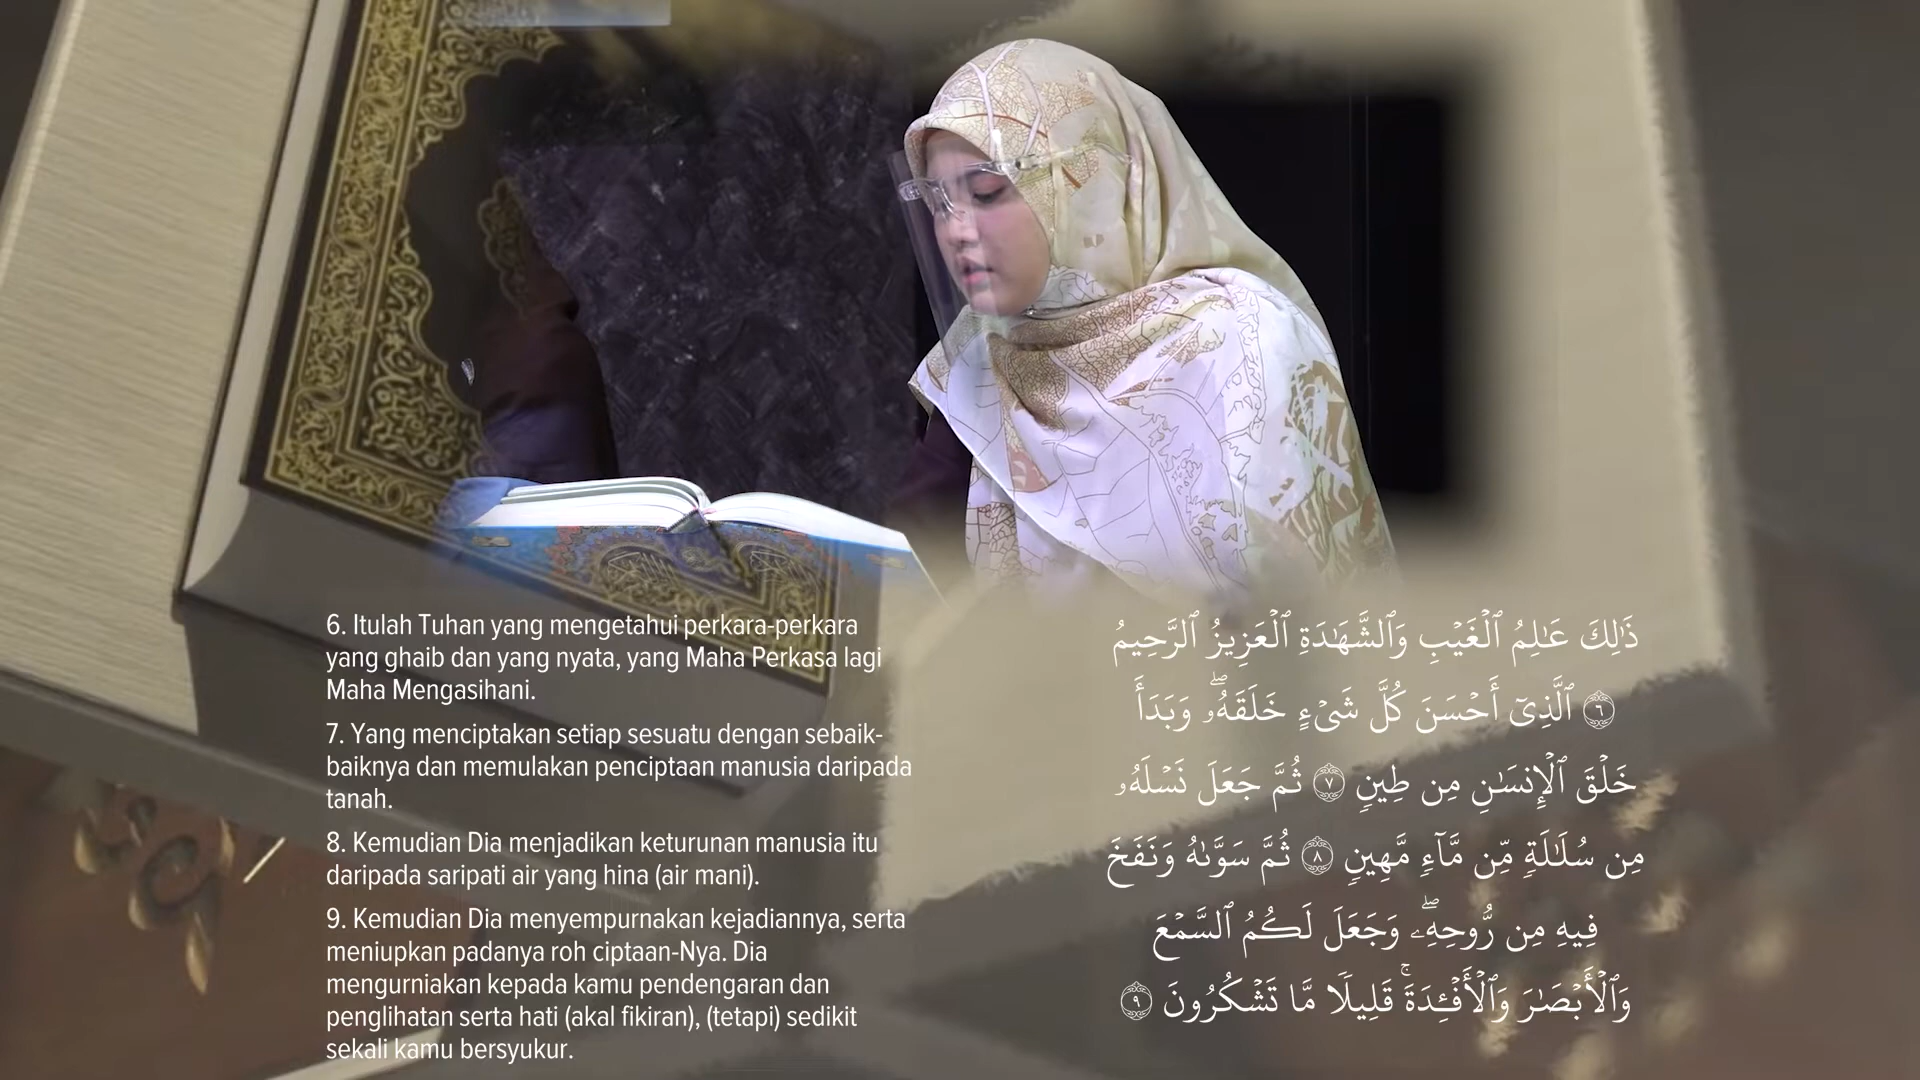 6. Itulah Tuhan yang mengetahui perkara-perkara
yang ghaib dan yang nyata, yang Maha Perkasa lagi
Maha Mengasihani.
7. Yang menciptakan setiap sesuatu dengan sebaik-
baiknya dan memulakan penciptaan manusia daripada
tanah.
8. Kemudian Dia menjadikan keturunan manusia itu
daripada saripati air yang hina (air mani).
9. Kemudian Dia menyempurnakan kejadiannya, serta
meniupkan padanya roh ciptaan-Nya. Dia
mengurniakan kepada kamu pendengaran dan
penglihatan serta hati (akal fikiran), (tetapi) sedikit
sekali kamu bersyukur.
ذَٰلِكَ عَـٰلِمُ ٱلْغَيْبِ وَٱلشَّهَـٰدَةِ ٱلْعَزِيزُ ٱلرَّحِيمُ
۝٦ ٱلَّذِىٓ أَحْسَنَ كُلَّ شَىْءٍ خَلَقَهُۥ ۖ وَبَدَأَ
خَلْقَ ٱلْإِنسَـٰنِ مِن طِينٍ ۝٧ ثُمَّ جَعَلَ نَسْلَهُۥ
مِن سُلَـٰلَةٍ مِّن مَّآءٍ مَّهِينٍ ۝٨ ثُمَّ سَوَّىٰهُ وَنَفَخَ
فِيهِ مِن رُّوحِهِۦ ۖ وَجَعَلَ لَكُمُ ٱلسَّمْعَ
وَٱلْأَبْصَـٰرَ وَٱلْأَفْـِٔدَةَ ۚ قَلِيلًا مَّا تَشْكُرُونَ ۝٩